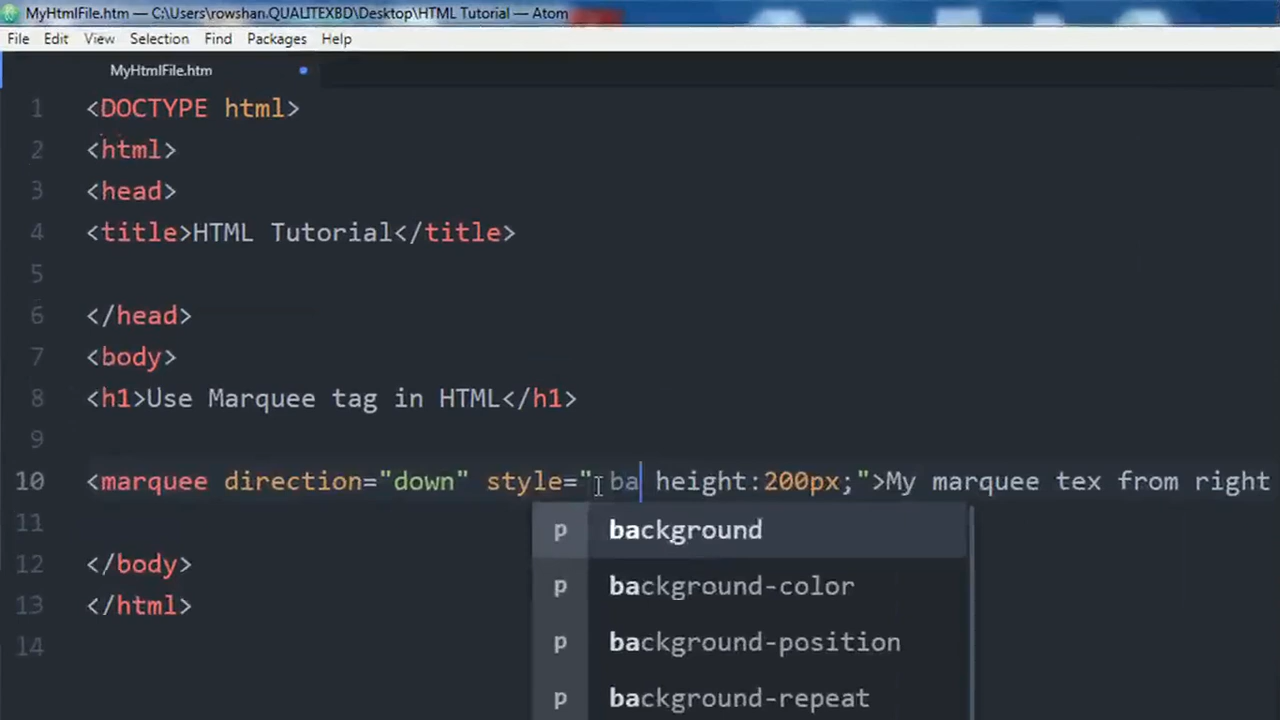 MyHtmlFile.htm — C:\Users\rowshan.QUALITEXBD\Desktop\HTML Tutorial — Atom
File Edit View Selection Find Packages Help
MyHtmlFile.htm
1 <DOCTYPE html>
2 <html>
3 <head>
4 <title>HTML Tutorial</title>
5
6 </head>
7 <body>
8 <h1>Use Marquee tag in HTML</h1>
9
10 <marquee direction="down" style=" ba height:200px;">My marquee tex from right
11
p background
p background-color
12 </body>
13 </html>
p background-position
14
p background-repeat